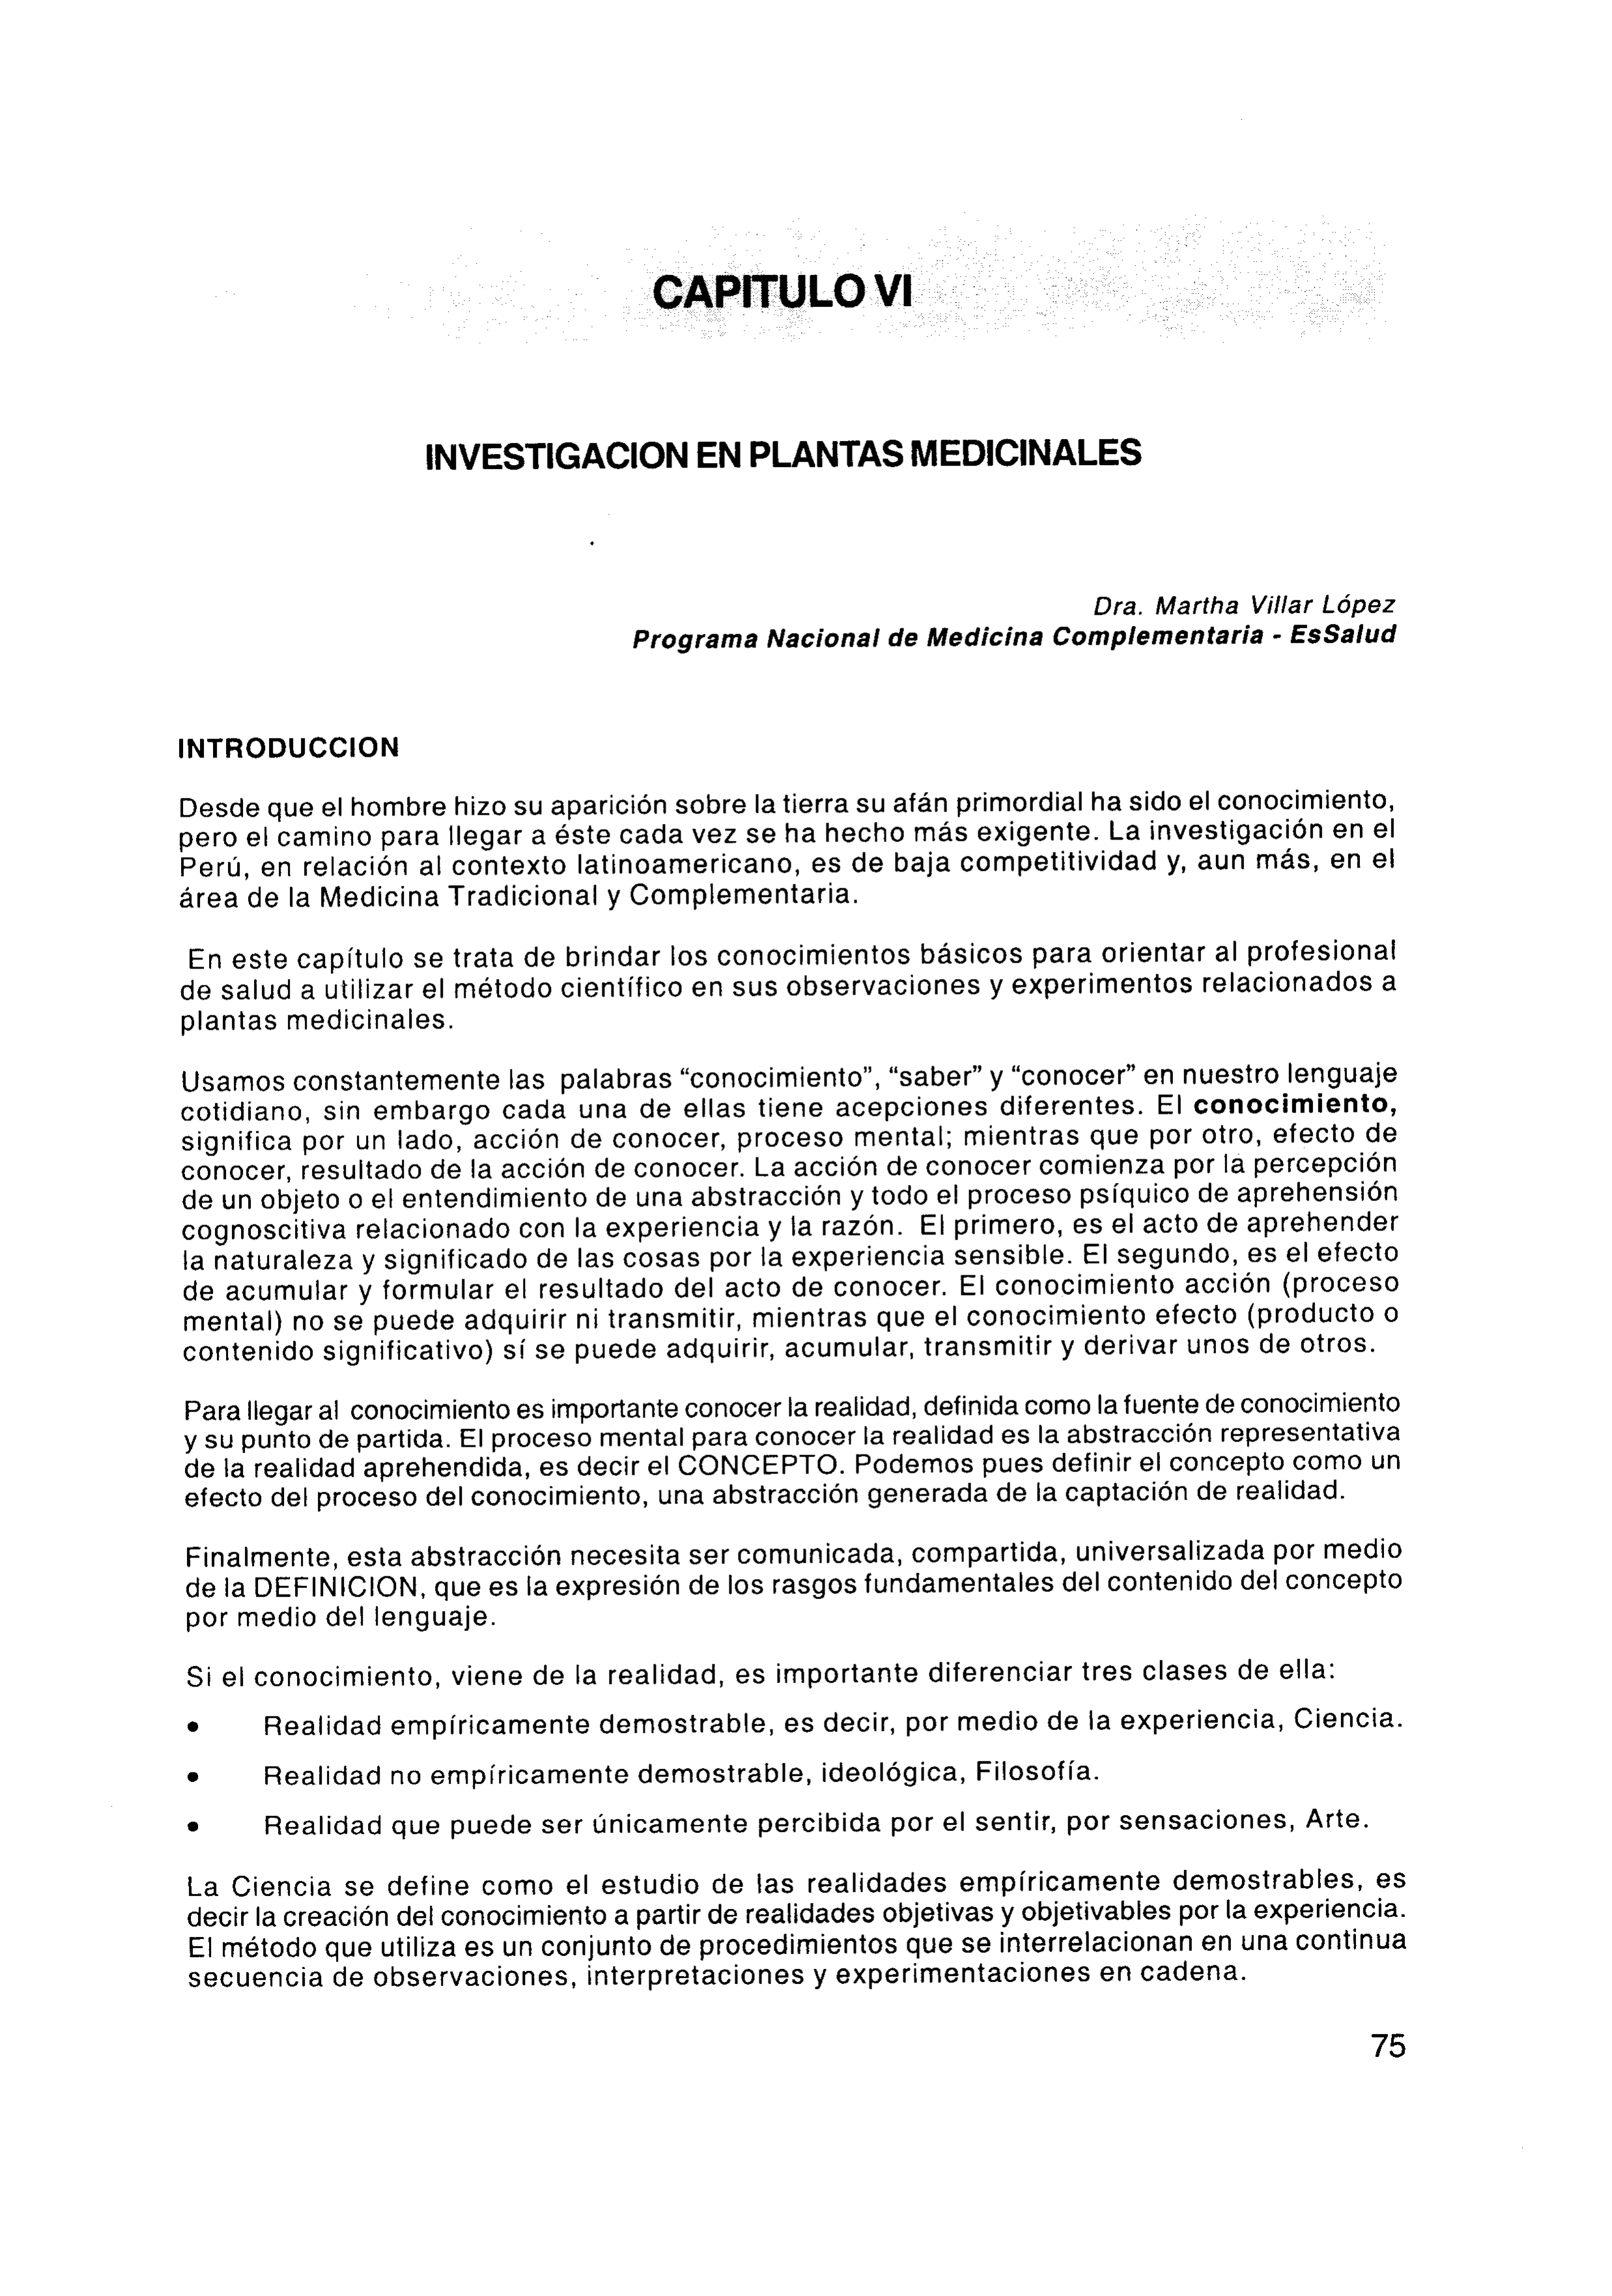 CAPITULO VI
INVESTIGACION EN PLANTAS MEDICINALES
Dra. Martha Villar López
Programa Nacional de Medicina Complementaria - EsSalud
INTRODUCCION
Desde que el hombre hizo su aparición sobre la tierra su afán primordial ha sido el conocimiento,
pero el camino para llegar a éste cada vez se ha hecho más exigente. La investigación en el
Perú, en relación al contexto latinoamericano, es de baja competitividad y, aun más, en el
área de la Medicina Tradicional y Complementaria.
En este capítulo se trata de brindar los conocimientos básicos para orientar al profesional
de salud a utilizar el método científico en sus observaciones y experimentos relacionados a
plantas medicinales.
Usamos constantemente las palabras “conocimiento”, “saber” y “conocer” en nuestro lenguaje
cotidiano, sin embargo cada una de ellas tiene acepciones diferentes. El conocimiento,
significa por un lado, acción de conocer, proceso mental; mientras que por otro, efecto de
conocer, resultado de la acción de conocer. La acción de conocer comienza por la percepción
de un objeto o el entendimiento de una abstracción y todo el proceso psíquico de aprehensión
cognoscitiva relacionado con la experiencia y la razón. El primero, es el acto de aprehender
la naturaleza y significado de las cosas por la experiencia sensible. El segundo, es el efecto
de acumular y formular el resultado del acto de conocer. El conocimiento acción (proceso
mental) no se puede adquirir ni transmitir, mientras que el conocimiento efecto (producto o
contenido significativo) sí se puede adquirir, acumular, transmitir y derivar unos de otros.
Para llegar al conocimiento es importante conocer la realidad, definida como la fuente de conocimiento
y su punto de partida. El proceso mental para conocer la realidad es la abstracción representativa
de la realidad aprehendida, es decir el CONCEPTO. Podemos pues definir el concepto como un
efecto del proceso del conocimiento, una abstracción generada de la captación de realidad.
Finalmente, esta abstracción necesita ser comunicada, compartida, universalizada por medio
de la DEFINICION, que es la expresión de los rasgos fundamentales del contenido del concepto
por medio del lenguaje.
Si el conocimiento, viene de la realidad, es importante diferenciar tres clases de ella:
• Realidad empíricamente demostrable, es decir, por medio de la experiencia, Ciencia.
• Realidad no empíricamente demostrable, ideológica, Filosofía.
• Realidad que puede ser únicamente percibida por el sentir, por sensaciones, Arte.
La Ciencia se define como el estudio de las realidades empíricamente demostrables, es
decir la creación del conocimiento a partir de realidades objetivas y objetivables por la experiencia.
El método que utiliza es un conjunto de procedimientos que se interrelacionan en una continua
secuencia de observaciones, interpretaciones y experimentaciones en cadena.
75